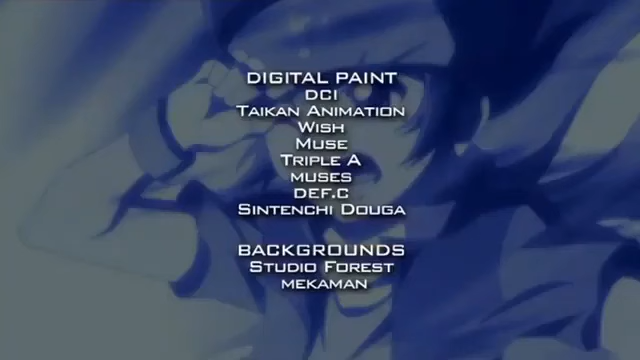 DIGITAL PAINT
DCI
TAIKAN ANIMATION
WISH
MUSE
TRIPLE A
MUSES
DEF.C
SINTENCHI DOUGA
BACKGROUNDS
STUDIO FOREST
MEKAMAN